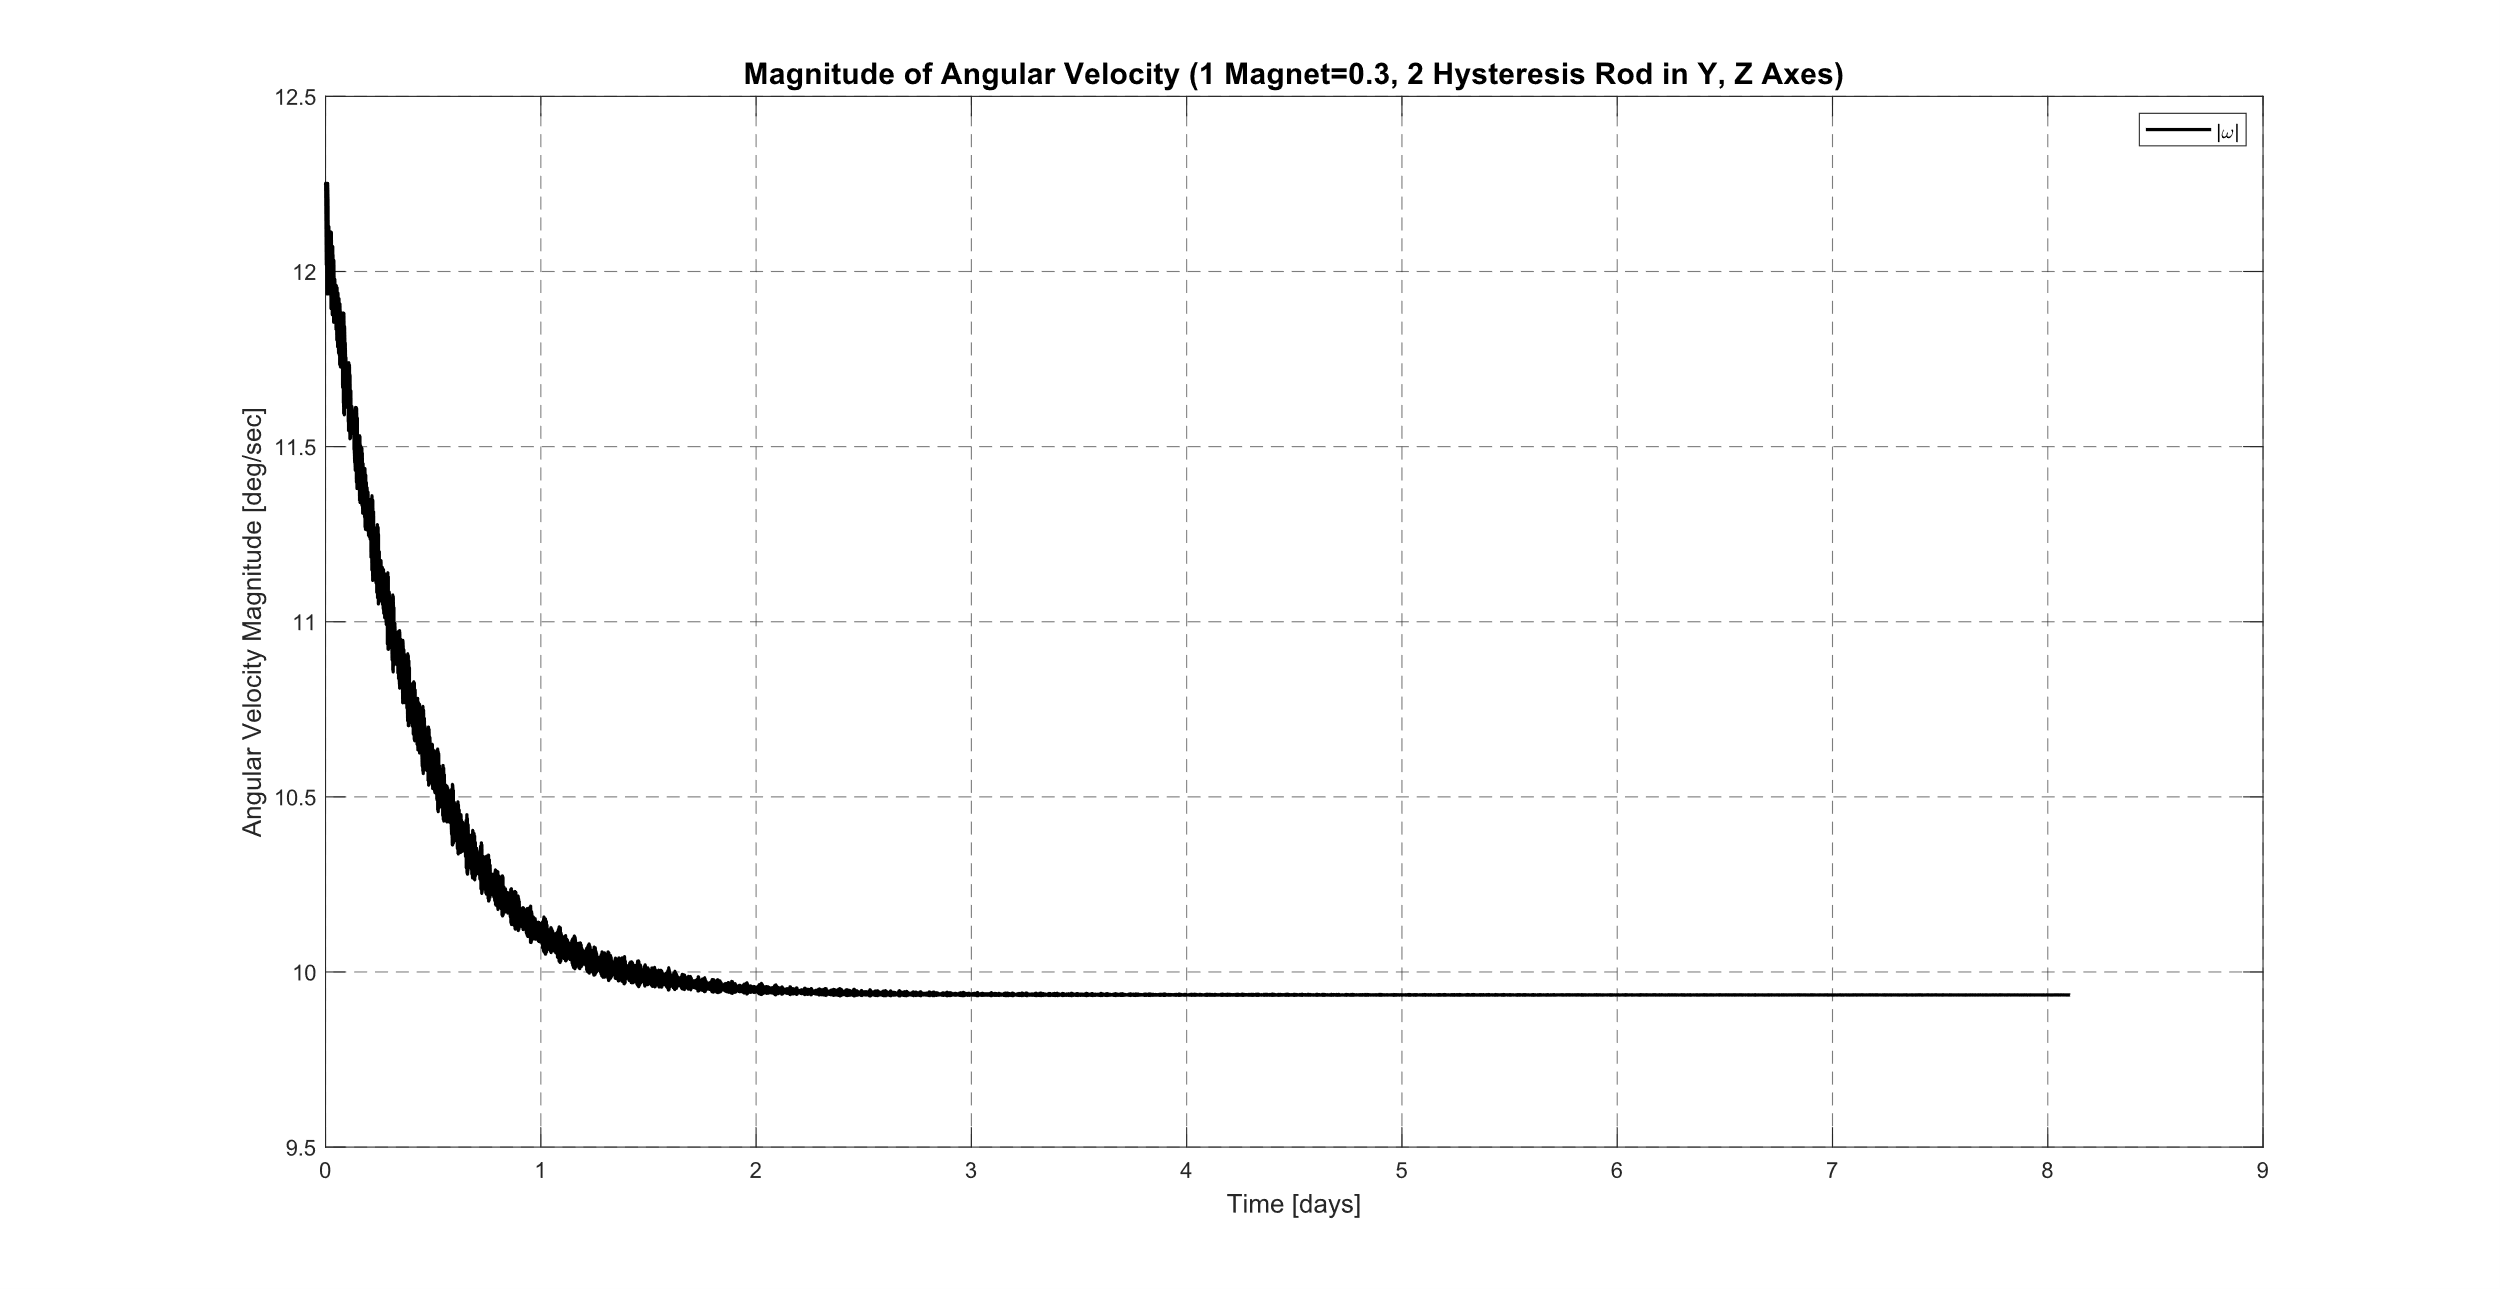 Magnitude of Angular Velocity (1 Magnet=0.3, 2 Hysteresis Rod in Y, Z Axes)
|ω|
Angular Velocity Magnitude [deg/sec]
12.5
12
11.5
11
10.5
10
9.5
0 1 2 3 4 5 6 7 8 9
Time [days]